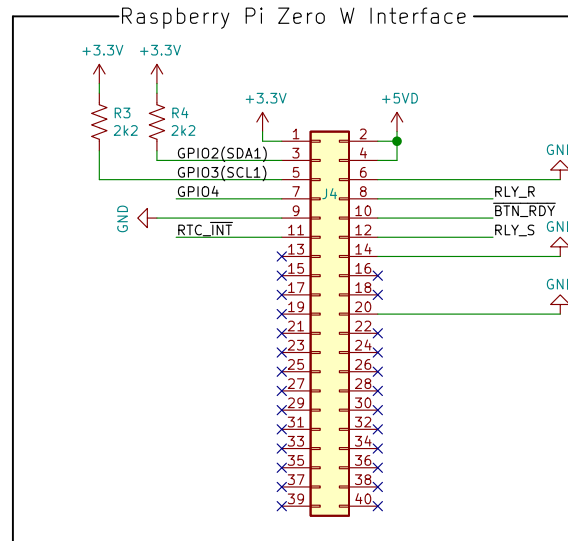 Raspberry Pi Zero W Interface
+3.3V +3.3V
R3 R4
2k2 2k2
+3.3V +5VD
1 2
GPIO2(SDA1) 3 4
GPIO3(SCL1) 5 6 GND
GPIO4 7 J4 8 RLY_R
GND 9 10 BTN_RDY
RTC_INT 11 12 RLY_S
13 14 GND
15 16
17 18
19 20 GND
21 22
23 24
25 26
27 28
29 30
31 32
33 34
35 36
37 38
39 40